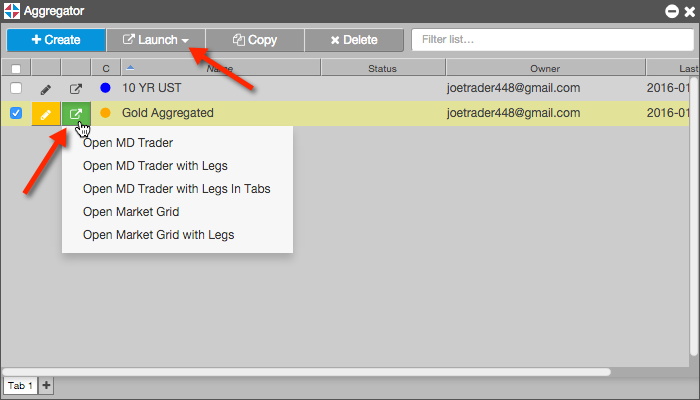 Aggregator
Create Launch Copy Delete Filter list...
C Name Status Owner Last
10 YR UST joetrader448@gmail.com 2016-01
Gold Aggregated joetrader448@gmail.com 2016-01
Open MD Trader
Open MD Trader with Legs
Open MD Trader with Legs In Tabs
Open Market Grid
Open Market Grid with Legs
Tab 1